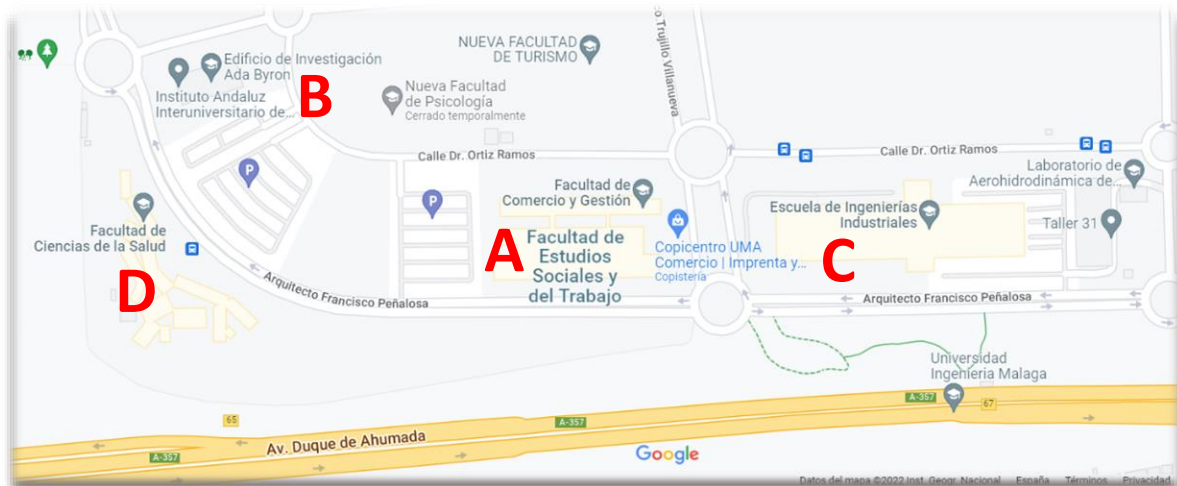 NUEVA FACULTAD
DE TURISMO
co Trujillo Villanueva
Edificio de Investigación
Ada Byron
B
Instituto Andaluz
Interuniversitario de...
Nueva Facultad
de Psicología
Cerrado temporalmente
Calle Dr. Ortiz Ramos
Calle Dr. Ortiz Ramos
Laboratorio de
Aerohidrodinámica de...
P
P
Facultad de
Comercio y Gestión
Escuela de Ingenierías
Industriales
Taller 31
Facultad de
Ciencias de la Salud
A
Facultad de
Estudios
Sociales y
del Trabajo
Copicentro UMA
Comercio | Imprenta y...
Copistería
C
D
Arquitecto Francisco Peñalosa
Arquitecto Francisco Peñalosa
Universidad
Ingenieria Malaga
65
A-357
A-357
67
Av. Duque de Ahumada
A-357
Google
Datos del mapa ©2022 Inst. Geogr. Nacional España Términos Privacidad